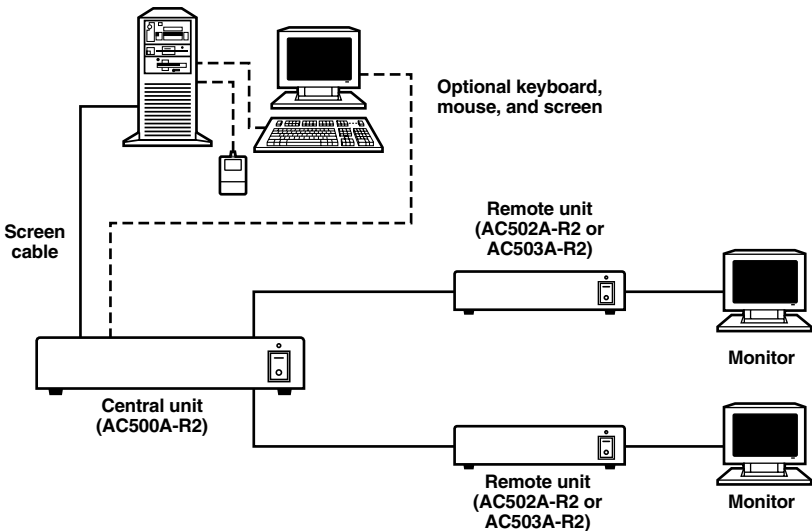 Optional keyboard,
mouse, and screen
Screen
cable
Remote unit
(AC502A-R2 or
AC503A-R2)
Monitor
Central unit
(AC500A-R2)
Remote unit
(AC502A-R2 or
AC503A-R2)
Monitor